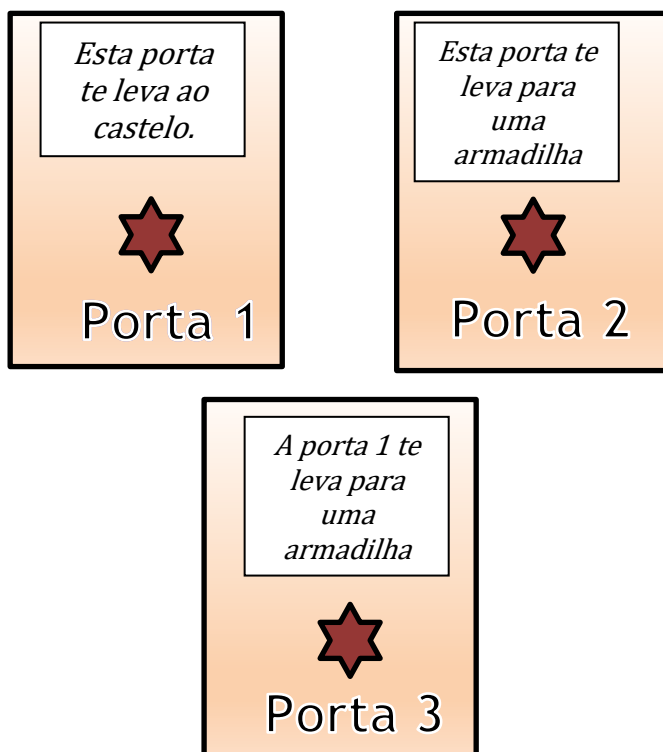 Esta porta
te leva ao
castelo.
Porta 1
Esta porta te
leva para
uma
armadilha
Porta 2
A porta 1 te
leva para
uma
armadilha
Porta 3